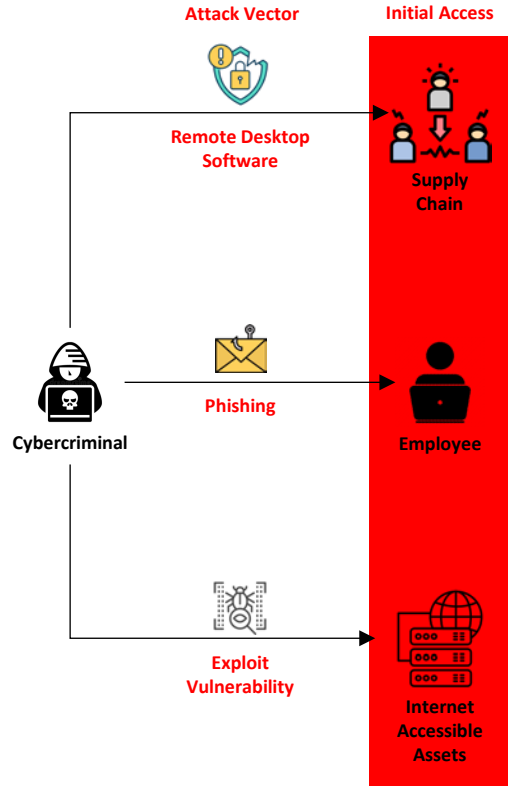 Attack Vector
Initial Access
Remote Desktop
Software
Supply
Chain
Cybercriminal
Phishing
Employee
Exploit
Vulnerability
Internet
Accessible
Assets